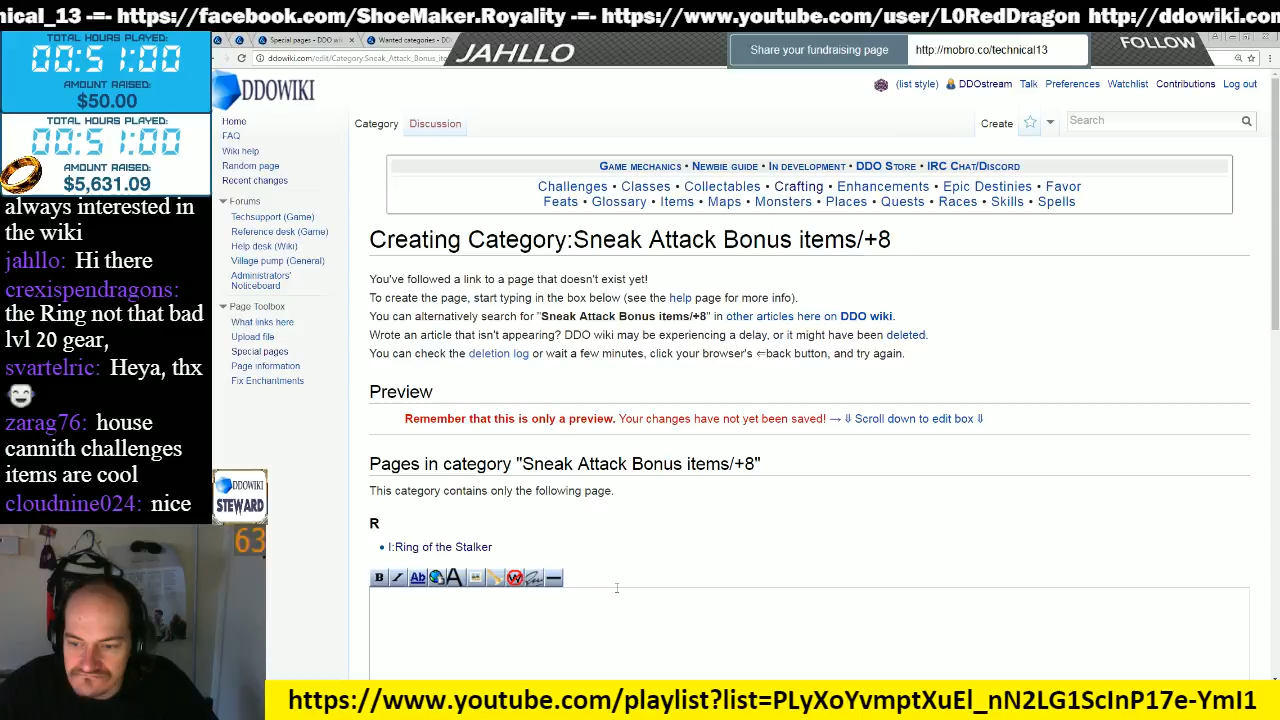 nical_13 -=- https://facebook.com/ShoeMaker.Royality -=- https://www.youtube.com/user/L0RedDragon http://ddowiki.con
TOTAL HOURS PLAYED:
00:51:00
AMOUNT RAISED:
$50.00
TOTAL HOURS PLAYED:
00:51:00
AMOUNT RAISED:
$5,631.09
always interested in
the wiki
jahllo: Hi there
crexispendragons:
the Ring not that bad
lvl 20 gear,
svartelric: Heya, thx
zarag76: house
cannith challenges
items are cool
cloudnine024: nice
63
Special pages - DDO wi
Wanted categories - D
ddowiki.com/edit/Category:Sneak_Attack_Bonus_ite
JAHLLO
Share your fundraising page
http://mobro.co/technical13
FOLLOW
DDOWIKI
(list style) DDOstream Talk Preferences Watchlist Contributions Log out
Home
FAQ
Wiki help
Random page
Recent changes
Forums
Techsupport (Game)
Reference desk (Game)
Help desk (Wiki)
Village pump (General)
Administrators'
Noticeboard
Page Toolbox
What links here
Upload file
Special pages
Page information
Fix Enchantments
DDOWIKI
STEWARD
Category Discussion
Create
Search
Game mechanics • Newbie guide • In development • DDO Store • IRC Chat/Discord
Challenges • Classes • Collectables • Crafting • Enhancements • Epic Destinies • Favor
Feats • Glossary • Items • Maps • Monsters • Places • Quests • Races • Skills • Spells
Creating Category:Sneak Attack Bonus items/+8
You've followed a link to a page that doesn't exist yet!
To create the page, start typing in the box below (see the help page for more info).
You can alternatively search for "Sneak Attack Bonus items/+8" in other articles here on DDO wiki.
Wrote an article that isn't appearing? DDO wiki may be experiencing a delay, or it might have been deleted.
You can check the deletion log or wait a few minutes, click your browser's ⇐back button, and try again.
Preview
Remember that this is only a preview. Your changes have not yet been saved! → ⇓ Scroll down to edit box ⇓
Pages in category "Sneak Attack Bonus items/+8"
This category contains only the following page.
R
• I:Ring of the Stalker
B I Ab A W
https://www.youtube.com/playlist?list=PLyXoYvmptXuEl_nN2LG1ScInP17e-YmI1